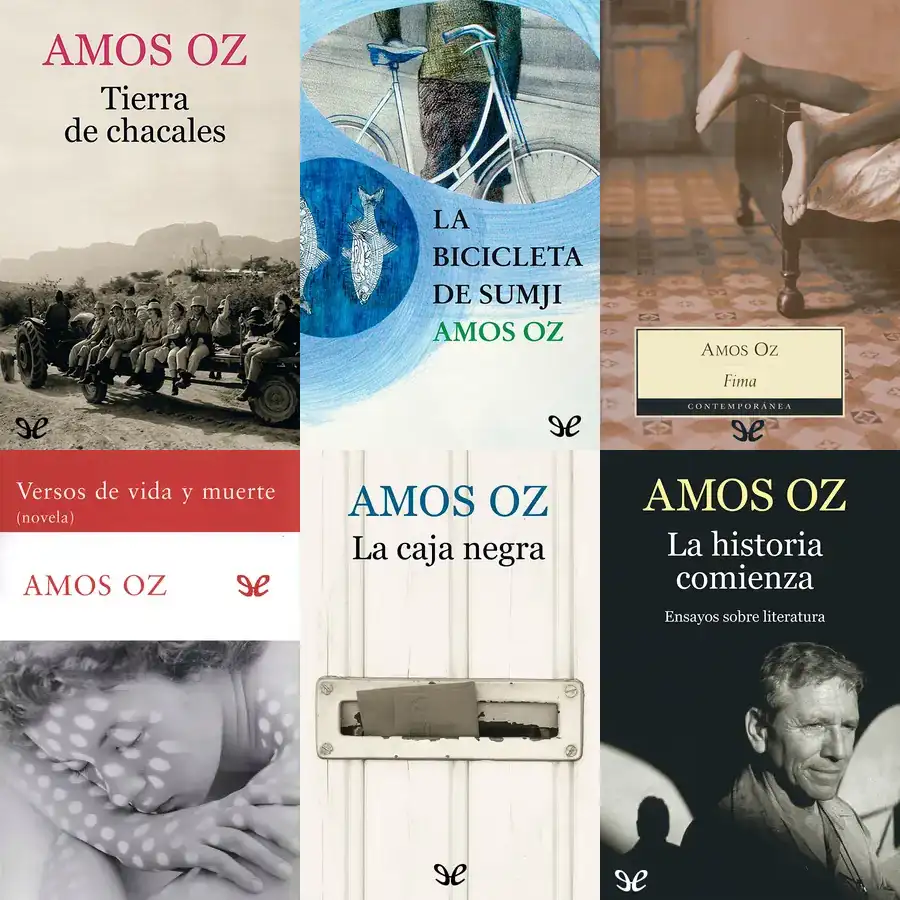 AMOS OZ
Tierra
de chacales
LA
BICICLETA
DE SUMJI
AMOS OZ
AMOS OZ
Fima
CONTEMPORÁNEA
Versos de vida y muerte
(novela)
AMOS OZ
AMOS OZ
La caja negra
AMOS OZ
La historia
comienza
Ensayos sobre literatura